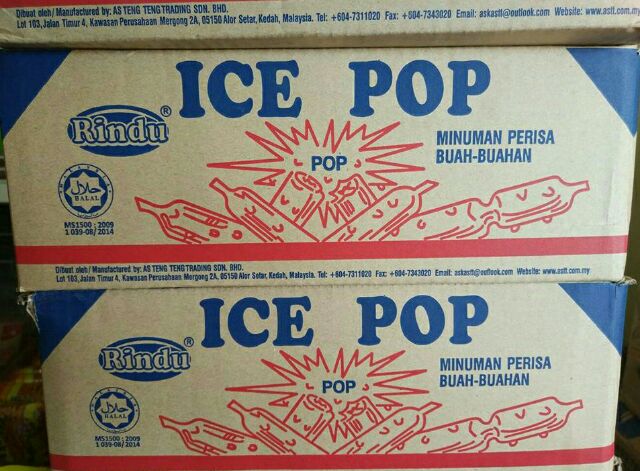 Dibuat oleh/ Manufactured by: AS TENG TENG TRADING SDN. BHD.
Lot 103, Jalan Timur 4, Kawasan Perusahaan Mergong 2A, 05150 Alor Setar, Kedah, Malaysia. Tel: +604-7311020 Fax: +604-7343020 Email: askastt@outlook.com Website: www.astt.com.my
ICE POP
Rindu®
POP
MINUMAN PERISA
BUAH-BUAHAN
حلال
HALAL
MS1500 : 2009
1 039-08/2014
Dibuat oleh/ Manufactured by: AS TENG TENG TRADING SDN. BHD.
Lot 103, Jalan Timur 4, Kawasan Perusahaan Mergong 2A, 05150 Alor Setar, Kedah, Malaysia. Tel: +604-7311020 Fax: +604-7343020 Email: askastt@outlook.com Website: www.astt.com.my
ICE POP
Rindu®
POP
MINUMAN PERISA
BUAH-BUAHAN
حلال
HALAL
MS1500 : 2009
1 039-08/2014